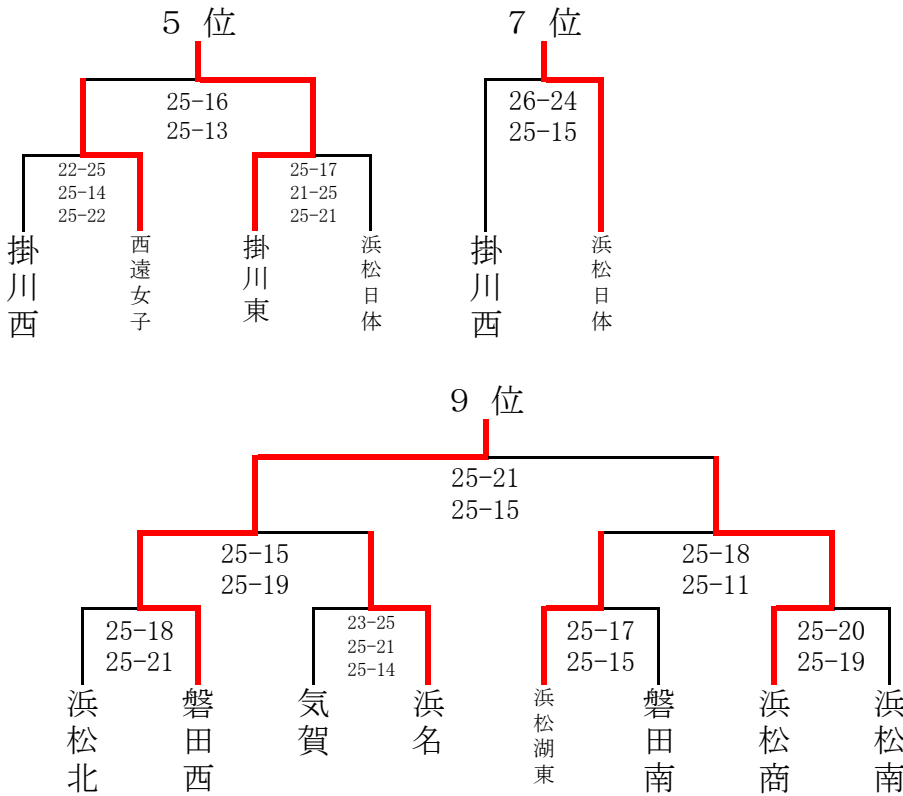 5 位
25-16
25-13
22-25
25-14
25-22
25-17
21-25
25-21
掛川西
西遠女子
掛川東
浜松日体
7 位
26-24
25-15
掛川西
浜松日体
9 位
25-21
25-15
25-15
25-19
25-18
25-11
25-18
25-21
23-25
25-21
25-14
25-17
25-15
25-20
25-19
浜松北
磐田西
気賀
浜名
浜松湖東
磐田南
浜松商
浜松南